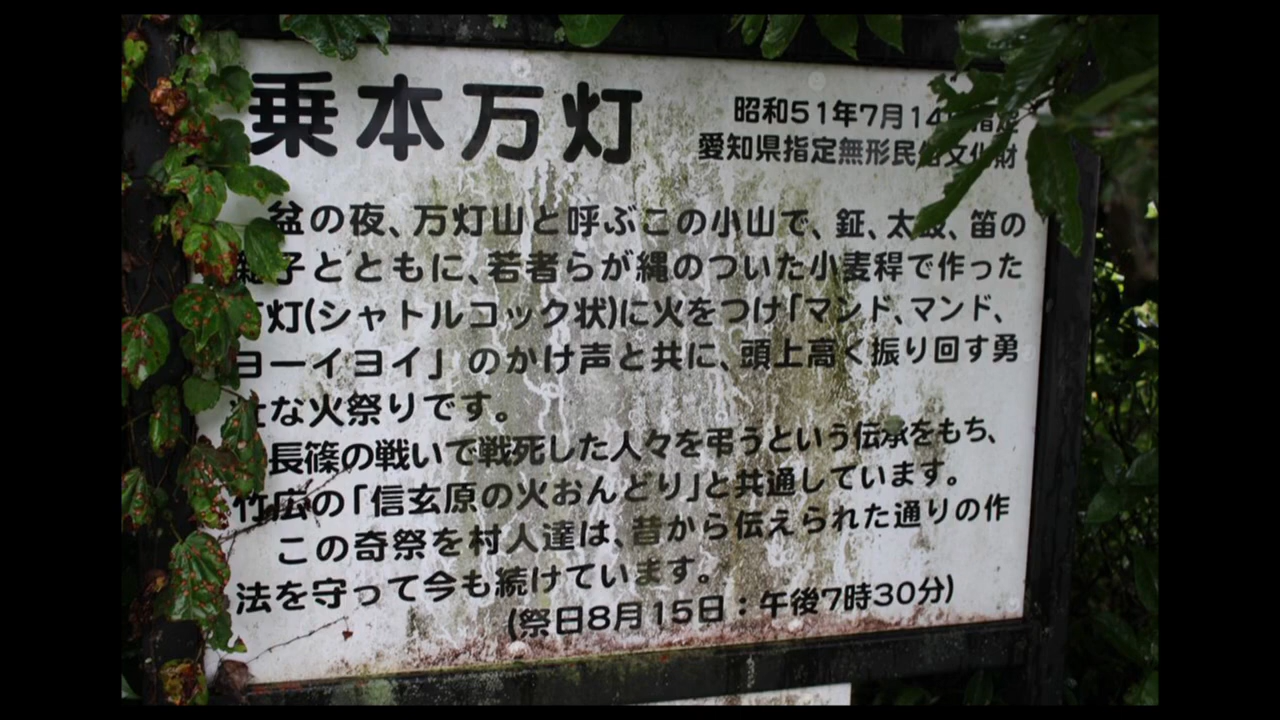 乗本万灯
昭和51年7月14日指定
愛知県指定無形民俗文化財
盆の夜、万灯山と呼ぶこの小山で、鉦、太鼓、笛の
囃子とともに、若者らが縄のついた小麦稈で作った
万灯(シャトルコック状)に火をつけ「マンド、マンド、
ヨーイヨイ」のかけ声と共に、頭上高く振り回す勇
壮な火祭りです。
長篠の戦いで戦死した人々を弔うという伝承をもち、
竹広の「信玄原の火おんどり」と共通しています。
この奇祭を村人達は、昔から伝えられた通りの作
法を守って今も続けています。
(祭日8月15日：午後7時30分)